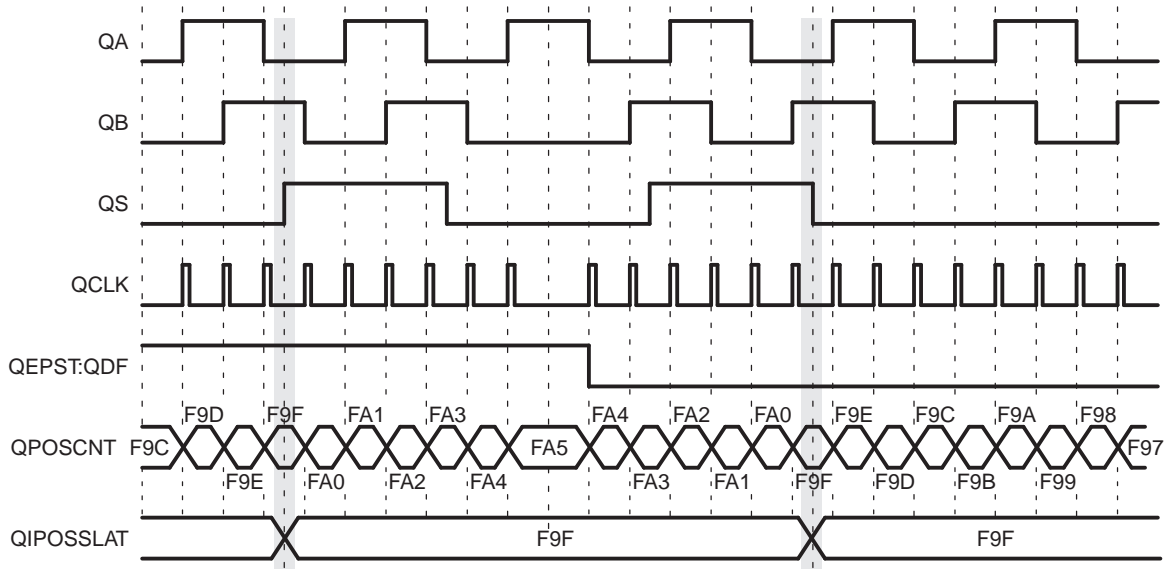 QA
QB
QS
QCLK
QEPST:QDF
F9D F9F FA1 FA3 FA4 FA2 FA0 F9E F9C F9A F98
QPOSCNT F9C FA5 F97
F9E FA0 FA2 FA4 FA3 FA1 F9F F9D F9B F99
QIPOSSLAT F9F F9F